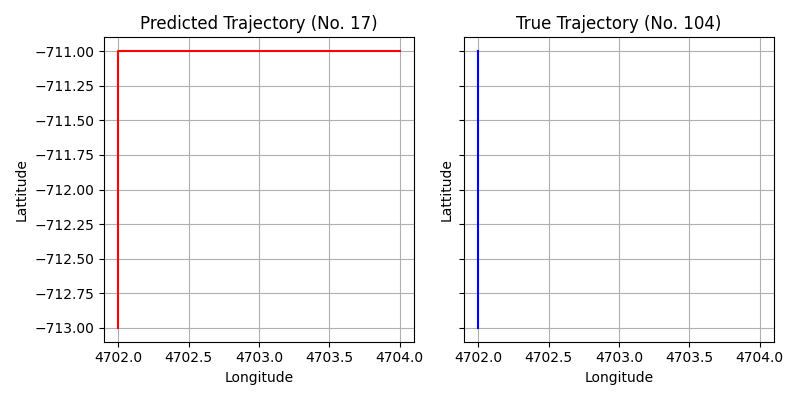 Predicted Trajectory (No. 17)
True Trajectory (No. 104)
−711.00
−711.25
−711.50
−711.75
−712.00
−712.25
−712.50
−712.75
−713.00
Lattitude
Lattitude
4702.0 4702.5 4703.0 4703.5 4704.0
4702.0 4702.5 4703.0 4703.5 4704.0
Longitude
Longitude